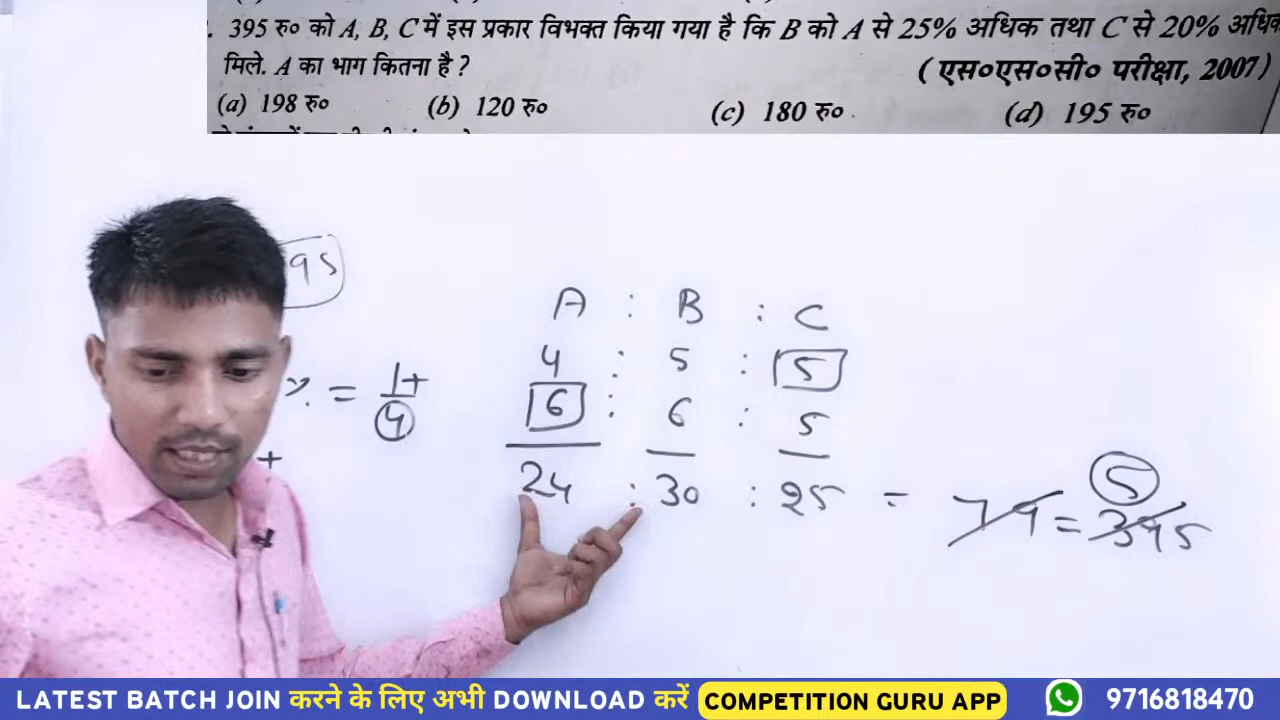 . 395 रु० को A, B, C में इस प्रकार विभक्त किया गया है कि B को A से 25% अधिक तथा C से 20% अधिक
मिले. A का भाग कितना है ?
(एस०एस०सी० परीक्षा, 2007)
(a) 198 रु० (b) 120 रु० (c) 180 रु० (d) 195 रु०
95
A : B : C
4 : 5 : 5
% = 1+/4
6 : 6 : 5
+
24 : 30 : 25 = 79 = 395
5
LATEST BATCH JOIN करने के लिए अभी DOWNLOAD करें COMPETITION GURU APP 9716818470